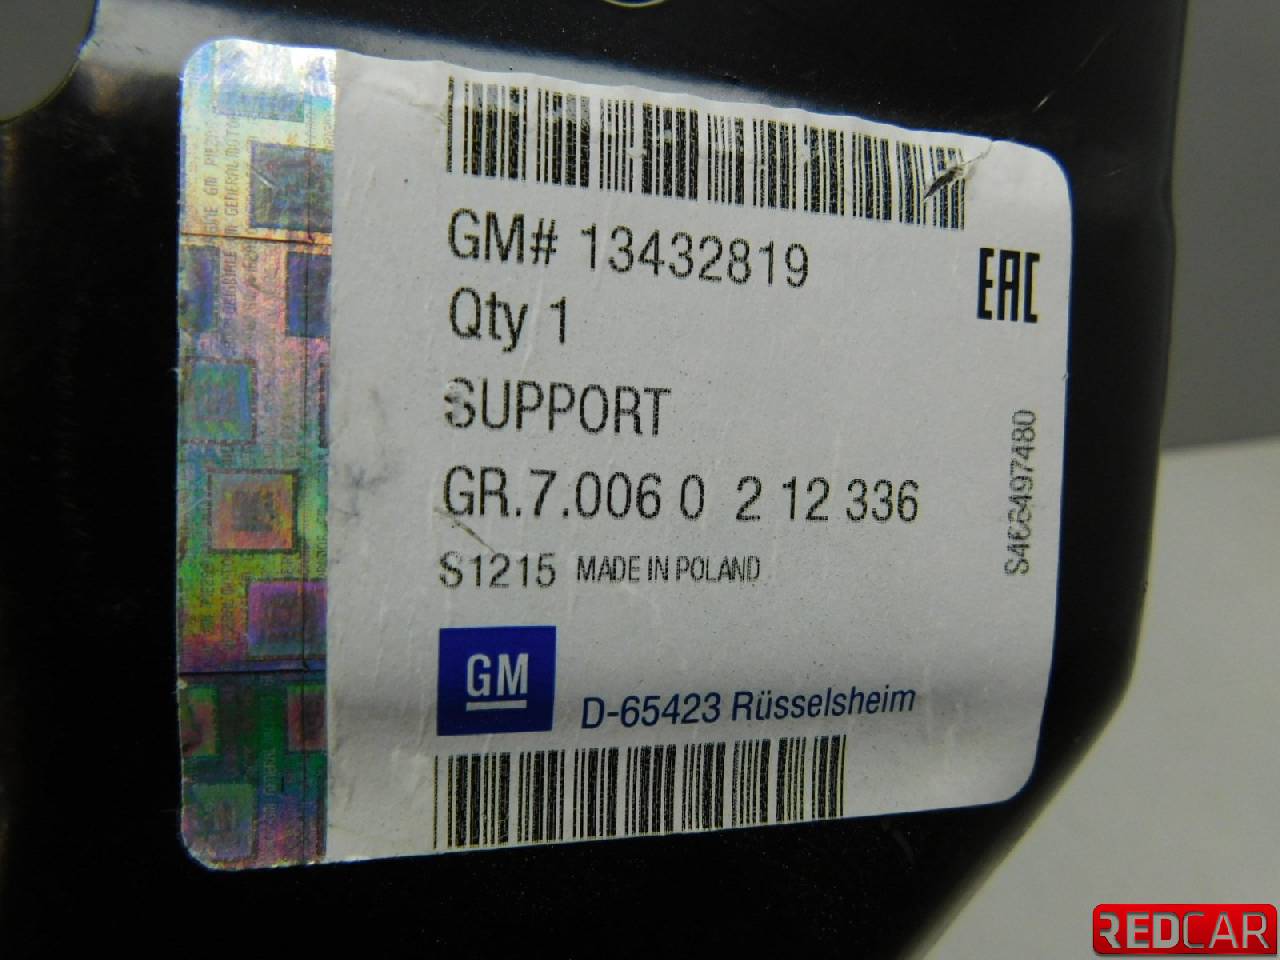 GM# 13432819
EAC
Qty 1
SUPPORT
GR.7.006 0 2 12 336
S1215 MADE IN POLAND
GM
D-65423 Rüsselsheim
REDCAR